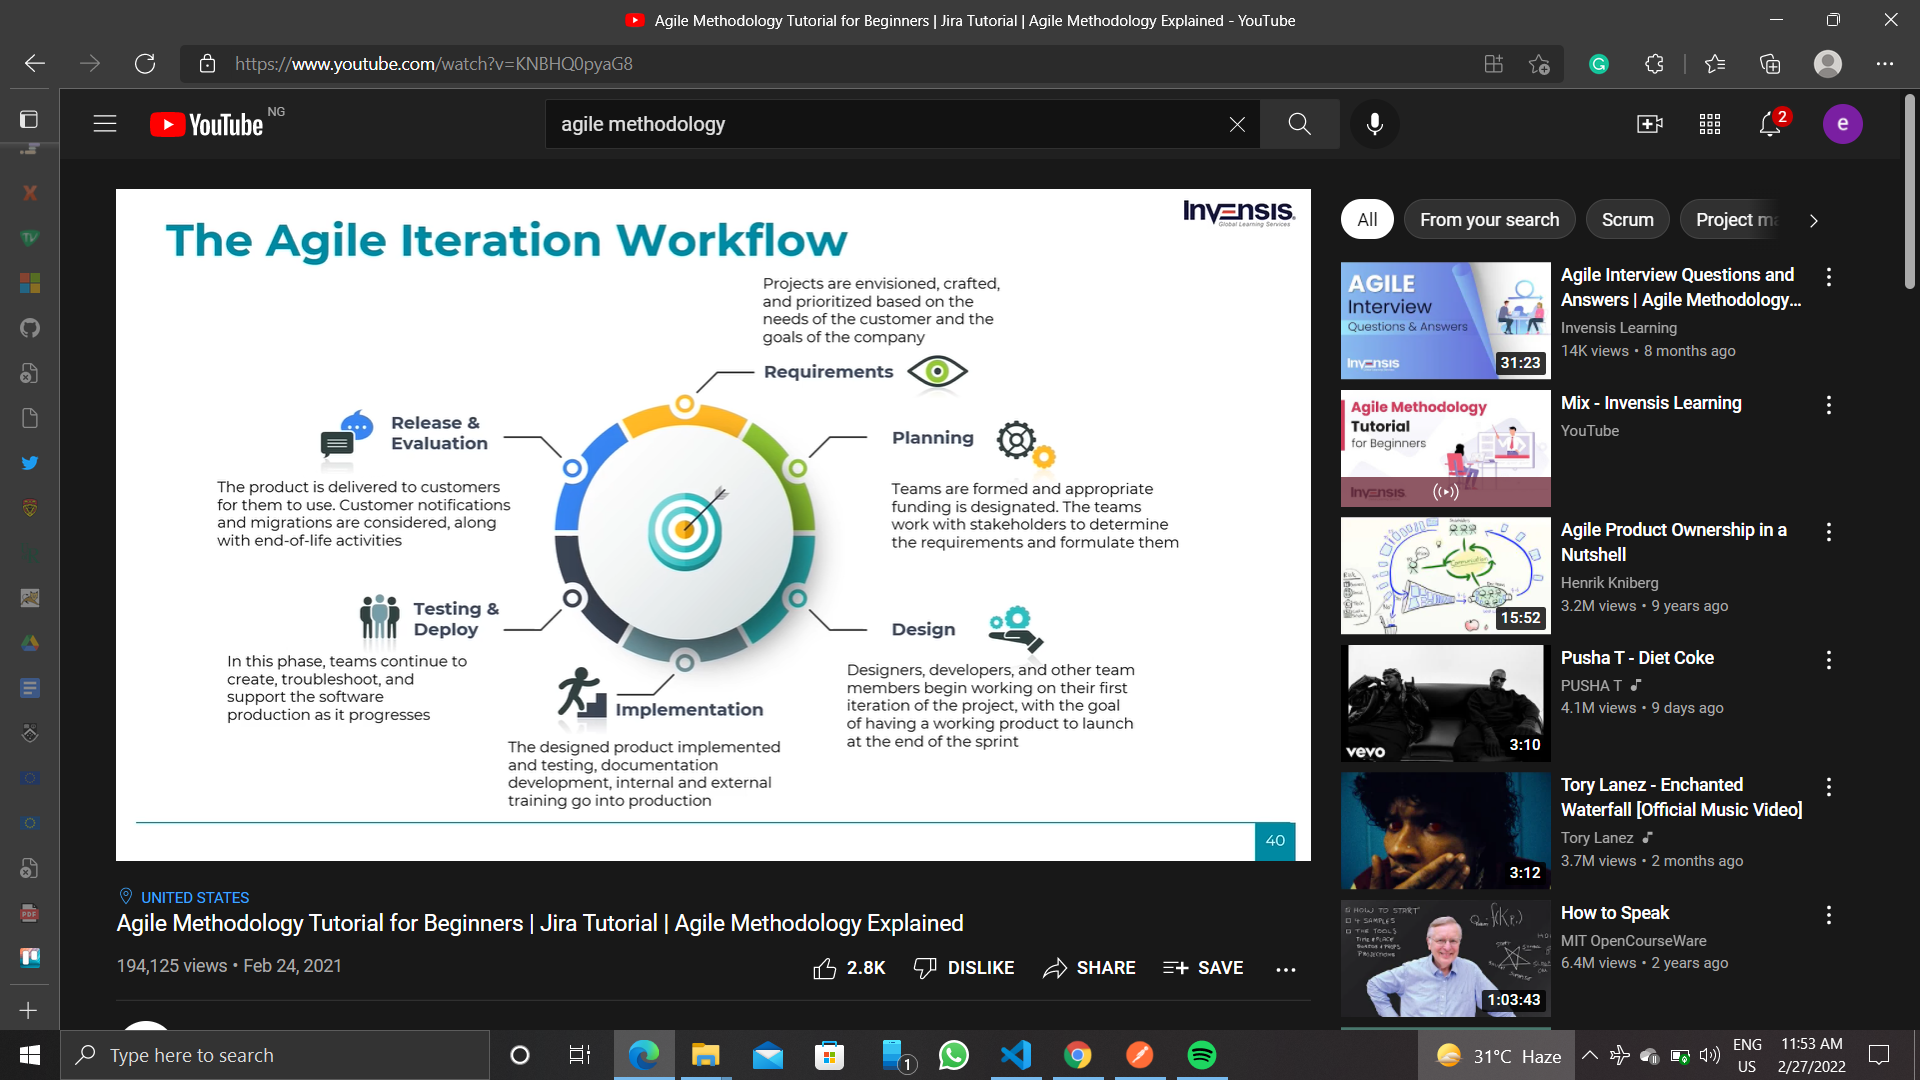 Agile Methodology Tutorial for Beginners | Jira Tutorial | Agile Methodology Explained - YouTube
https://www.youtube.com/watch?v=KNBHQ0pyaG8
YouTube NG
agile methodology
2
e
The Agile Iteration Workflow
Invensis
Global Learning Services
Projects are envisioned, crafted,
and prioritized based on the
needs of the customer and the
goals of the company
Requirements
Release &
Evaluation
The product is delivered to customers
for them to use. Customer notifications
and migrations are considered, along
with end-of-life activities
Planning
Teams are formed and appropriate
funding is designated. The teams
work with stakeholders to determine
the requirements and formulate them
Testing &
Deploy
In this phase, teams continue to
create, troubleshoot, and
support the software
production as it progresses
Design
Designers, developers, and other team
members begin working on their first
iteration of the project, with the goal
of having a working product to launch
at the end of the sprint
Implementation
The designed product implemented
and testing, documentation
development, internal and external
training go into production
40
UNITED STATES
Agile Methodology Tutorial for Beginners | Jira Tutorial | Agile Methodology Explained
194,125 views • Feb 24, 2021
2.8K
DISLIKE
SHARE
SAVE
All
From your search
Scrum
Project ma
AGILE
Interview
Questions & Answers
Invensis
31:23
Agile Interview Questions and
Answers | Agile Methodology...
Invensis Learning
14K views • 8 months ago
Agile Methodology
Tutorial
for Beginners
Invensis
Mix - Invensis Learning
YouTube
15:52
Agile Product Ownership in a
Nutshell
Henrik Kniberg
3.2M views • 9 years ago
vevo
3:10
Pusha T - Diet Coke
PUSHA T
4.1M views • 9 days ago
3:12
Tory Lanez - Enchanted
Waterfall [Official Music Video]
Tory Lanez
3.7M views • 2 months ago
HOW TO START
4 SAMPLES
THE TOOLS
1:03:43
How to Speak
MIT OpenCourseWare
6.4M views • 2 years ago
Type here to search
1
31°C Haze
ENG
US
11:53 AM
2/27/2022